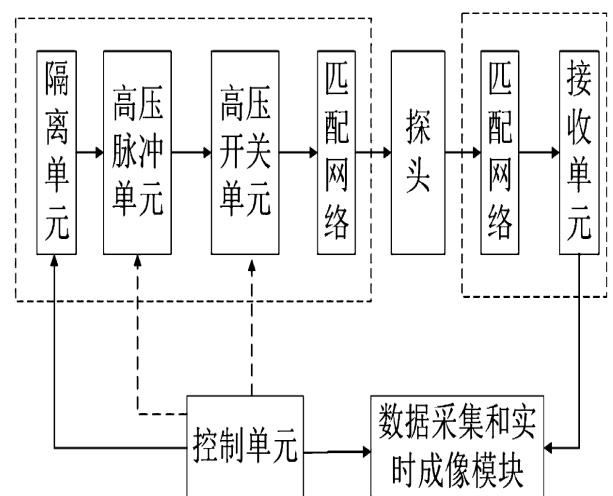 隔离单元
高压
脉冲
单元
高压
开关
单元
匹配网络
探头
匹配网络
接收单元
控制单元
数据采集和实
时成像模块